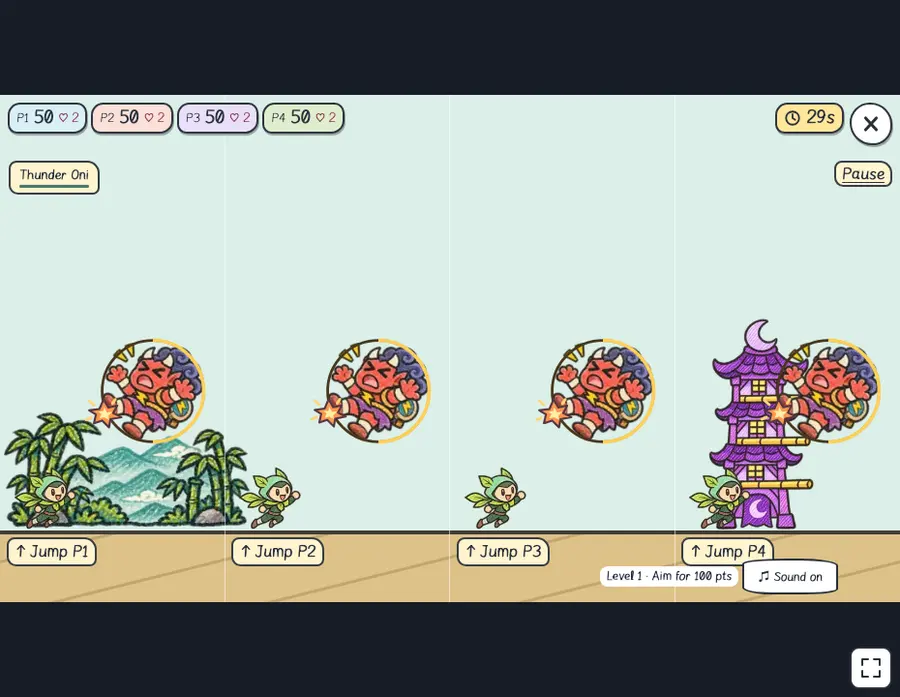 P1 50 ♡ 2
P2 50 ♡ 2
P3 50 ♡ 2
P4 50 ♡ 2
29s
Thunder Oni
Pause
↑ Jump P1
↑ Jump P2
↑ Jump P3
↑ Jump P4
Level 1 · Aim for 100 pts
♫ Sound on